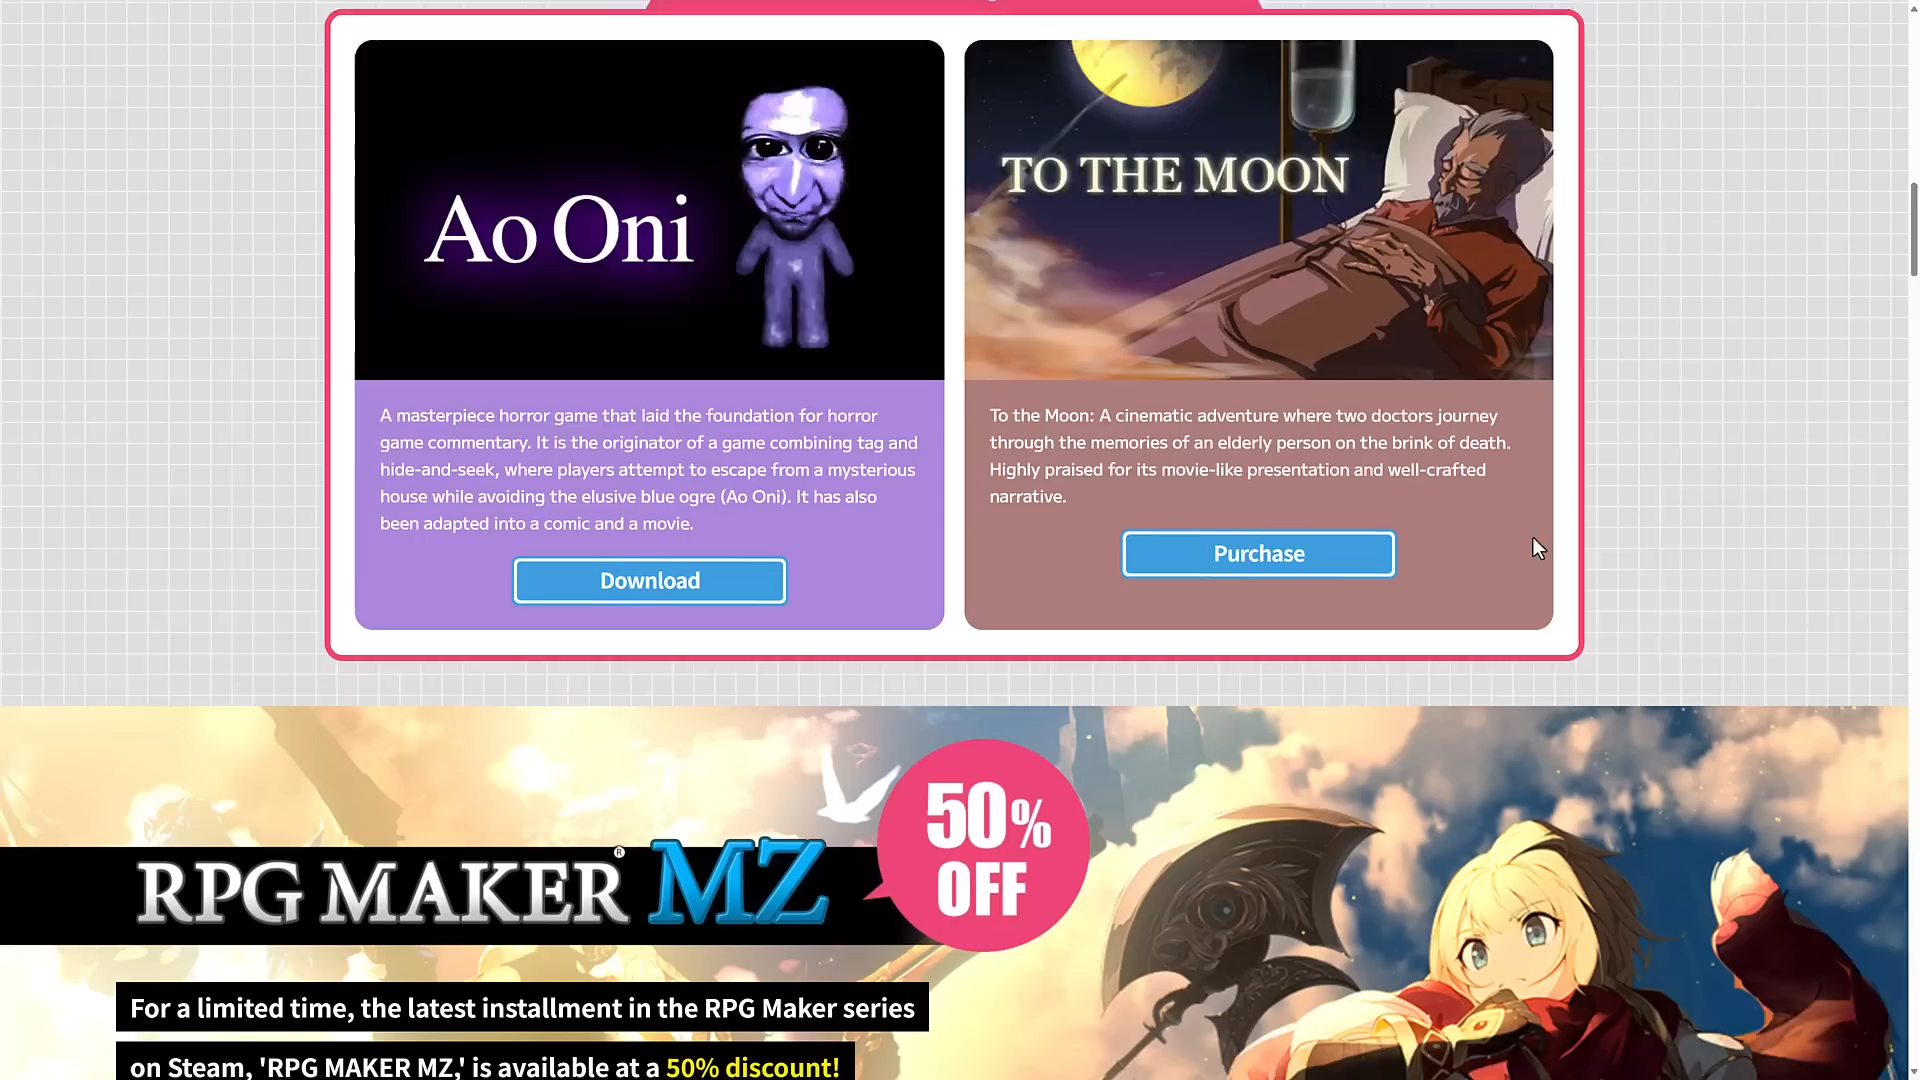 Ao Oni
A masterpiece horror game that laid the foundation for horror
game commentary. It is the originator of a game combining tag and
hide-and-seek, where players attempt to escape from a mysterious
house while avoiding the elusive blue ogre (Ao Oni). It has also
been adapted into a comic and a movie.
Download
TO THE MOON
To the Moon: A cinematic adventure where two doctors journey
through the memories of an elderly person on the brink of death.
Highly praised for its movie-like presentation and well-crafted
narrative.
Purchase
RPG MAKER® MZ
50%
OFF
For a limited time, the latest installment in the RPG Maker series
on Steam, 'RPG MAKER MZ,' is available at a 50% discount!